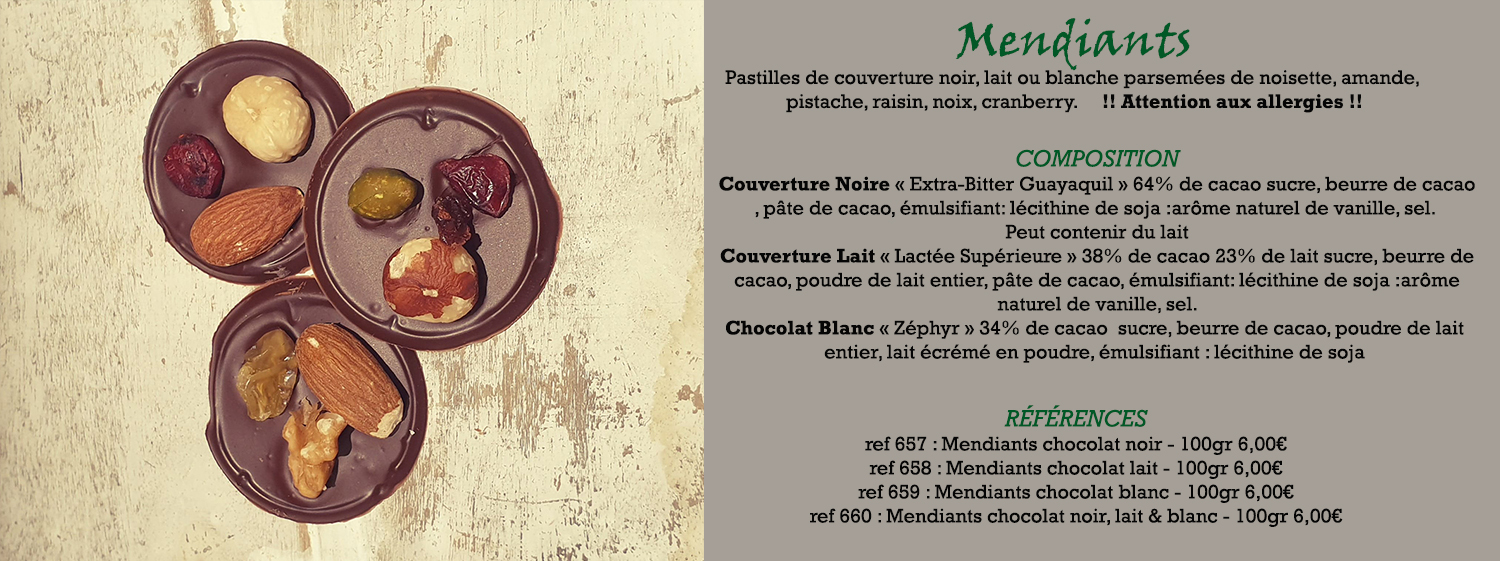 Mendiants
Pastilles de couverture noir, lait ou blanche parsemées de noisette, amande,
pistache, raisin, noix, cranberry. !! Attention aux allergies !!
COMPOSITION
Couverture Noire « Extra-Bitter Guayaquil » 64% de cacao sucre, beurre de cacao
, pâte de cacao, émulsifiant: lécithine de soja :arôme naturel de vanille, sel.
Peut contenir du lait
Couverture Lait « Lactée Supérieure » 38% de cacao 23% de lait sucre, beurre de
cacao, poudre de lait entier, pâte de cacao, émulsifiant: lécithine de soja :arôme
naturel de vanille, sel.
Chocolat Blanc « Zéphyr » 34% de cacao sucre, beurre de cacao, poudre de lait
entier, lait écrémé en poudre, émulsifiant : lécithine de soja
RÉFÉRENCES
ref 657 : Mendiants chocolat noir - 100gr 6,00€
ref 658 : Mendiants chocolat lait - 100gr 6,00€
ref 659 : Mendiants chocolat blanc - 100gr 6,00€
ref 660 : Mendiants chocolat noir, lait & blanc - 100gr 6,00€